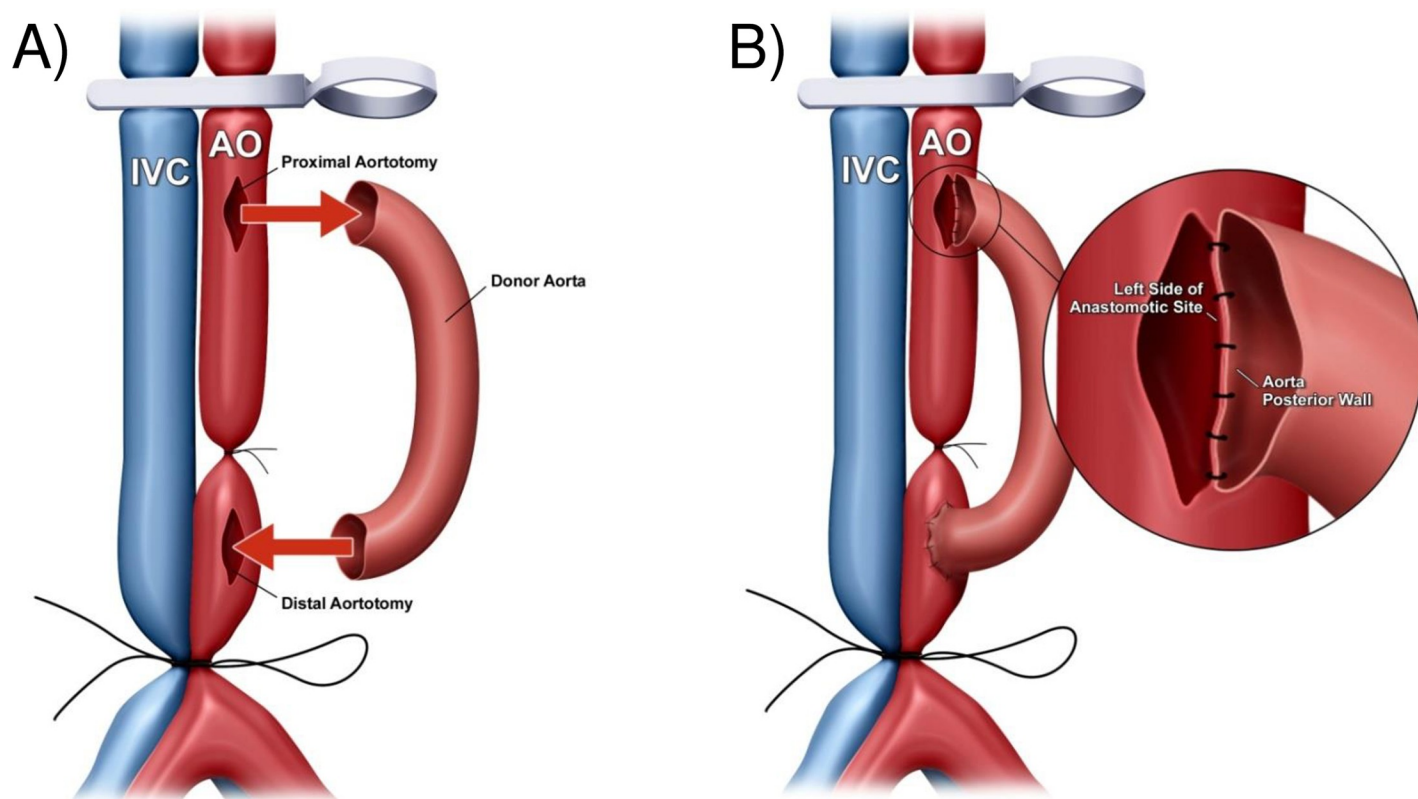 A)
AO
IVC
Proximal Aortotomy
Donor Aorta
Distal Aortotomy
B)
AO
IVC
Left Side of
Anastomotic Site
Aorta
Posterior Wall